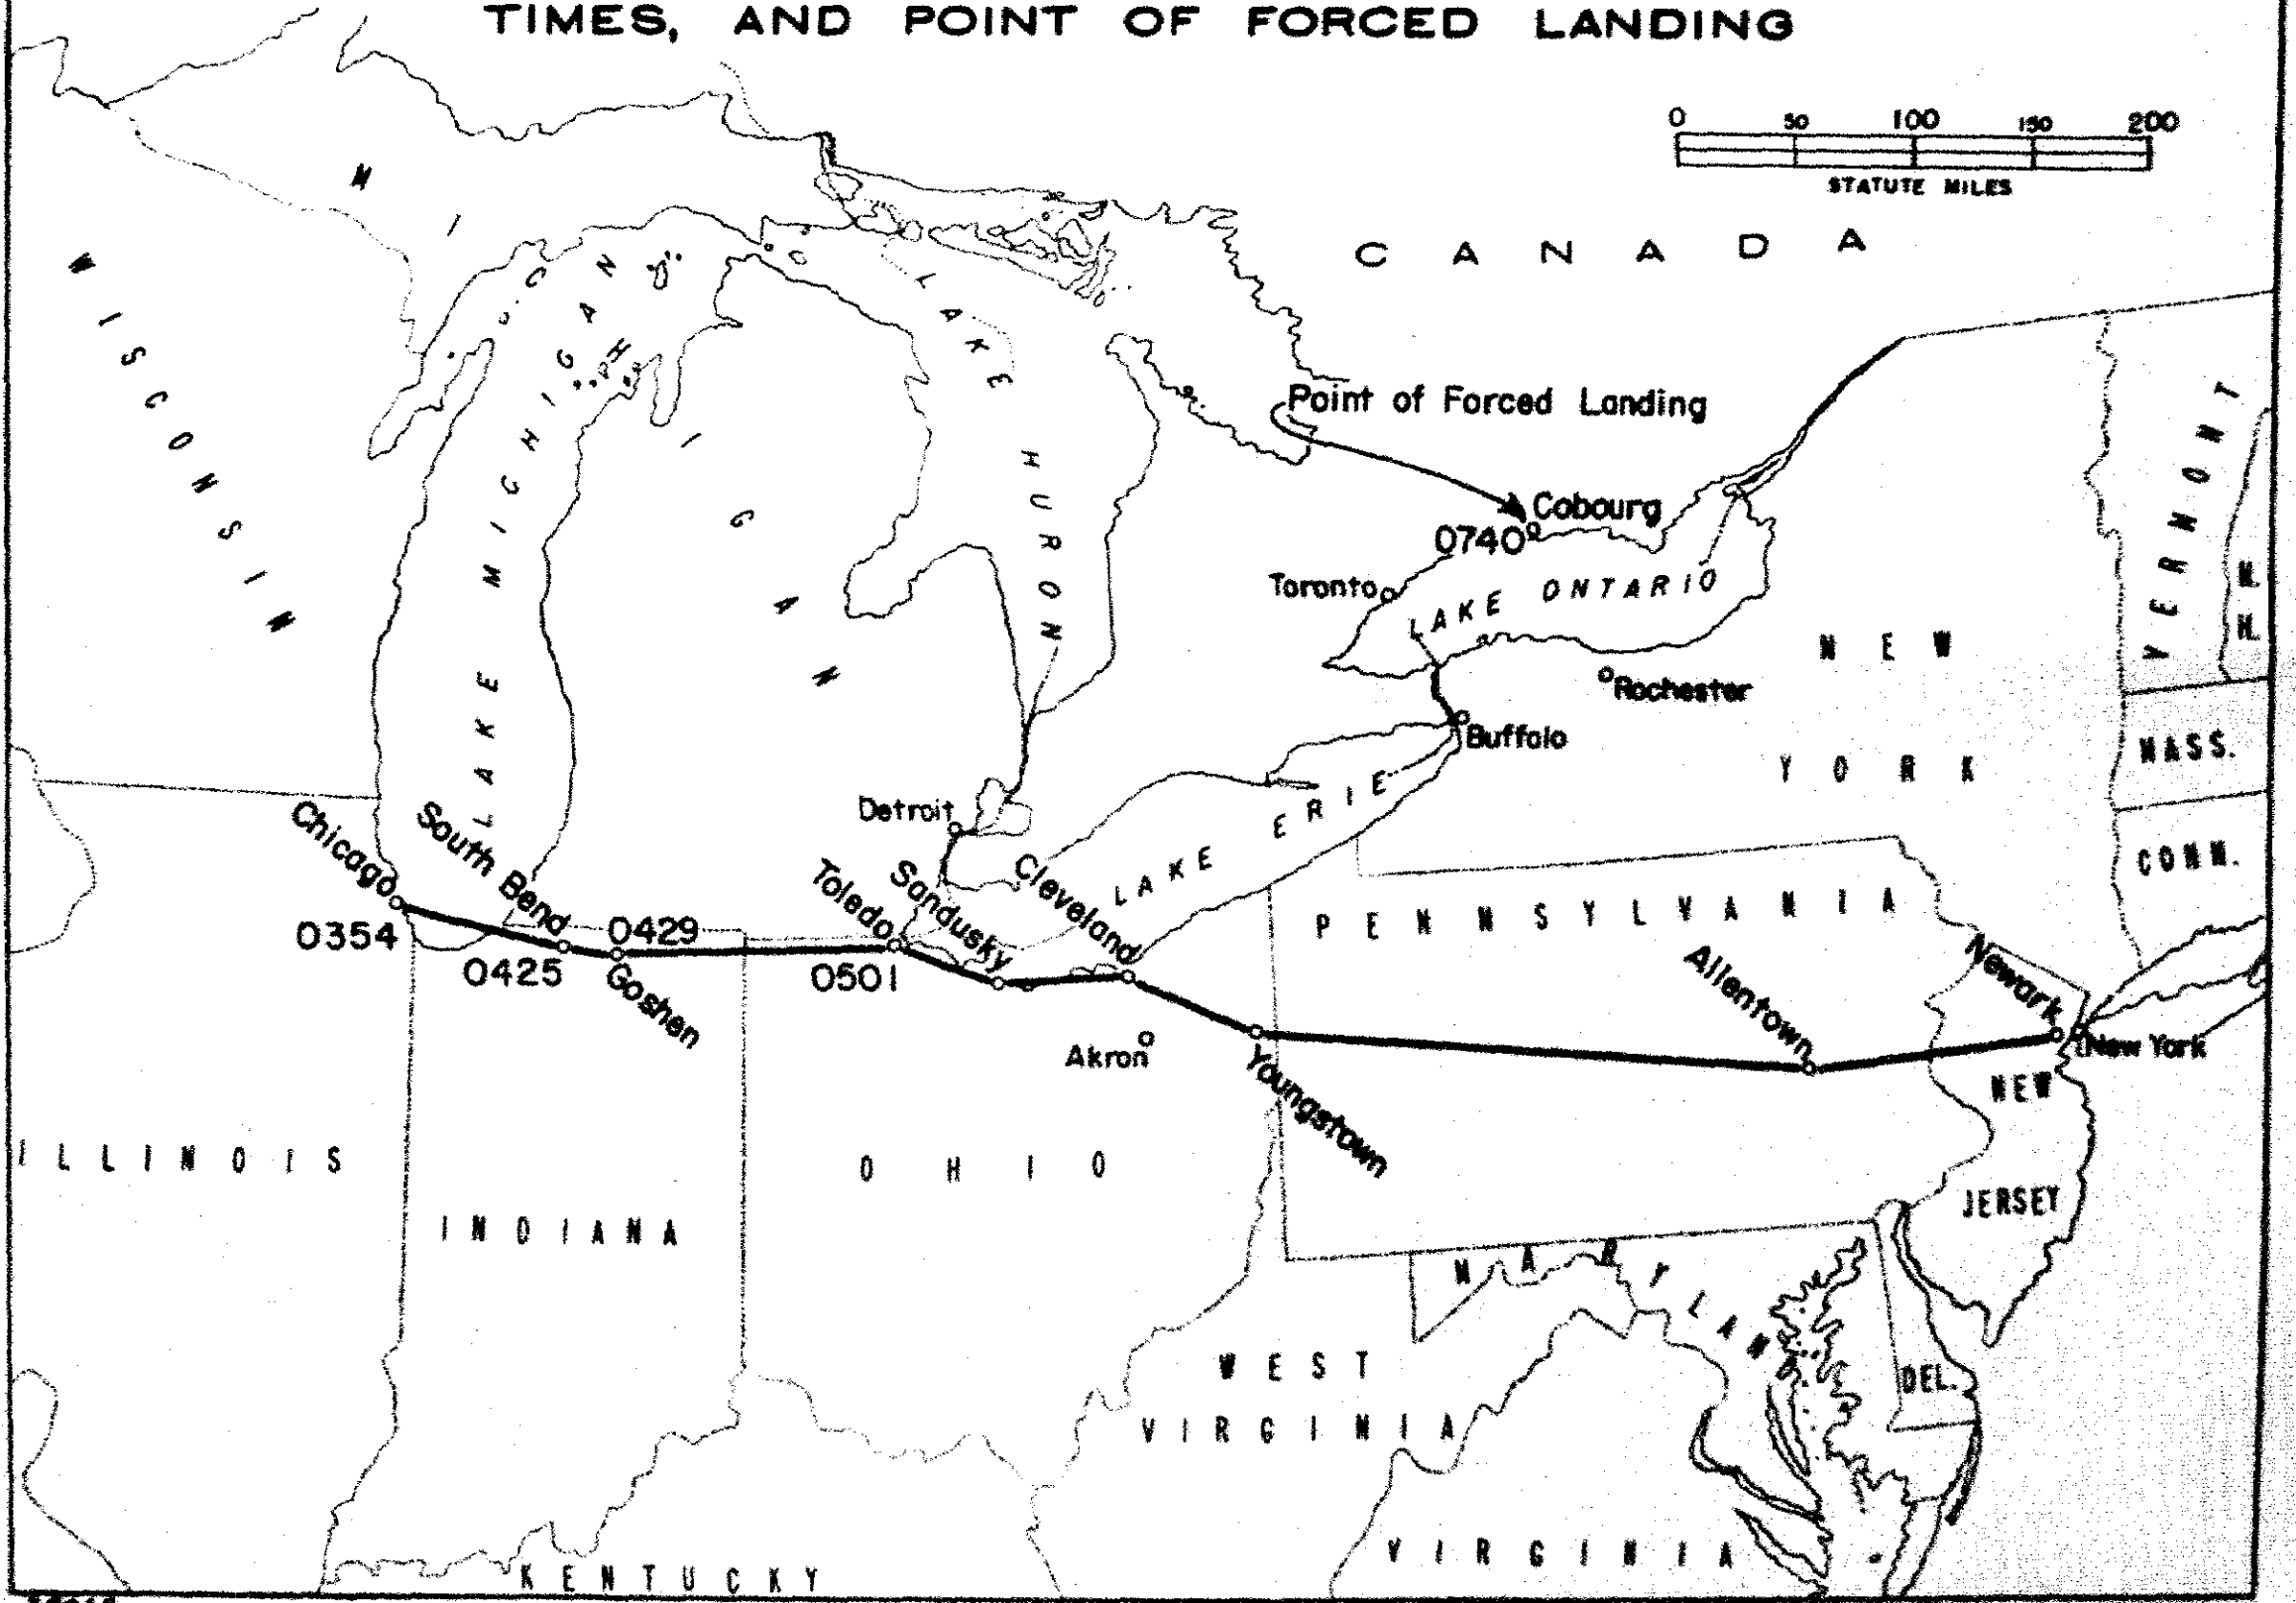 TIMES, AND POINT OF FORCED LANDING
0 50 100 150 200
STATUTE MILES
CANADA
MICHIGAN
WISCONSIN
LAKE MICHIGAN
LAKE HURON
Point of Forced Landing
Cobourg
0740
Toronto
LAKE ONTARIO
VERMONT
N.
H.
NEW
YORK
Rochester
Buffalo
MASS.
CONN.
Detroit
LAKE ERIE
Chicago
South Bend
Toledo
Sandusky
Cleveland
0354
0425
0429
Goshen
0501
Akron
Youngstown
PENNSYLVANIA
Allentown
Newark
New York
NEW
JERSEY
ILLINOIS
INDIANA
OHIO
MARYLAND
DEL.
WEST
VIRGINIA
VIRGINIA
KENTUCKY